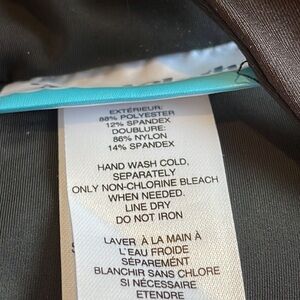 EXTÉRIEUR:
88% POLYESTER
12% SPANDEX
DOUBLURE:
86% NYLON
14% SPANDEX
HAND WASH COLD,
SEPARATELY
ONLY NON-CHLORINE BLEACH
WHEN NEEDED.
LINE DRY
DO NOT IRON
LAVER À LA MAIN À
L'EAU FROIDE
SÉPARÉMENT
BLANCHIR SANS CHLORE
SI NÉCESSAIRE
ÉTENDRE